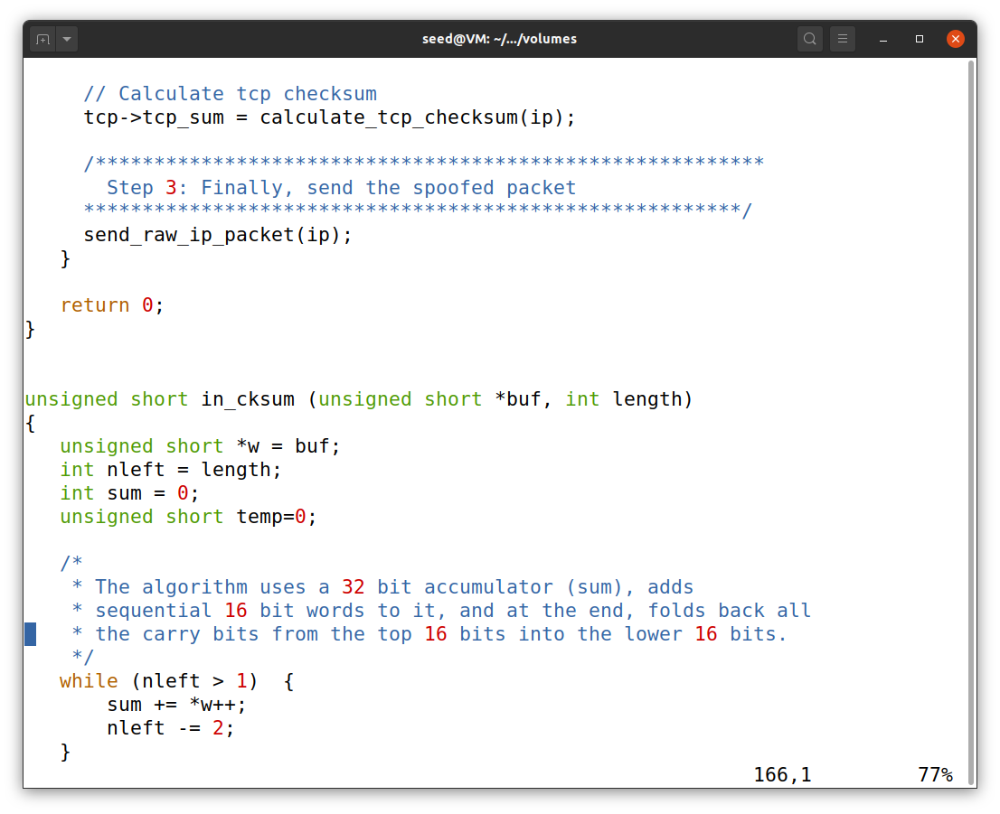 seed@VM: ~/.../volumes
// Calculate tcp checksum
tcp->tcp_sum = calculate_tcp_checksum(ip);
/*********************************************************
Step 3: Finally, send the spoofed packet
********************************************************/
send_raw_ip_packet(ip);
}
return 0;
}
unsigned short in_cksum (unsigned short *buf, int length)
{
unsigned short *w = buf;
int nleft = length;
int sum = 0;
unsigned short temp=0;
/*
* The algorithm uses a 32 bit accumulator (sum), adds
* sequential 16 bit words to it, and at the end, folds back all
* the carry bits from the top 16 bits into the lower 16 bits.
*/
while (nleft > 1)  {
sum += *w++;
nleft -= 2;
}
166,1 77%